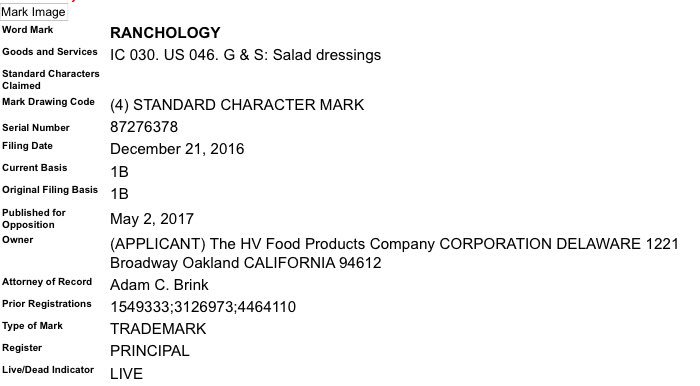 Mark Image
Word Mark RANCHOLOGY
Goods and Services IC 030. US 046. G & S: Salad dressings
Standard Characters
Claimed
Mark Drawing Code (4) STANDARD CHARACTER MARK
Serial Number 87276378
Filing Date December 21, 2016
Current Basis 1B
Original Filing Basis 1B
Published for
Opposition May 2, 2017
Owner (APPLICANT) The HV Food Products Company CORPORATION DELAWARE 1221
Broadway Oakland CALIFORNIA 94612
Attorney of Record Adam C. Brink
Prior Registrations 1549333;3126973;4464110
Type of Mark TRADEMARK
Register PRINCIPAL
Live/Dead Indicator LIVE